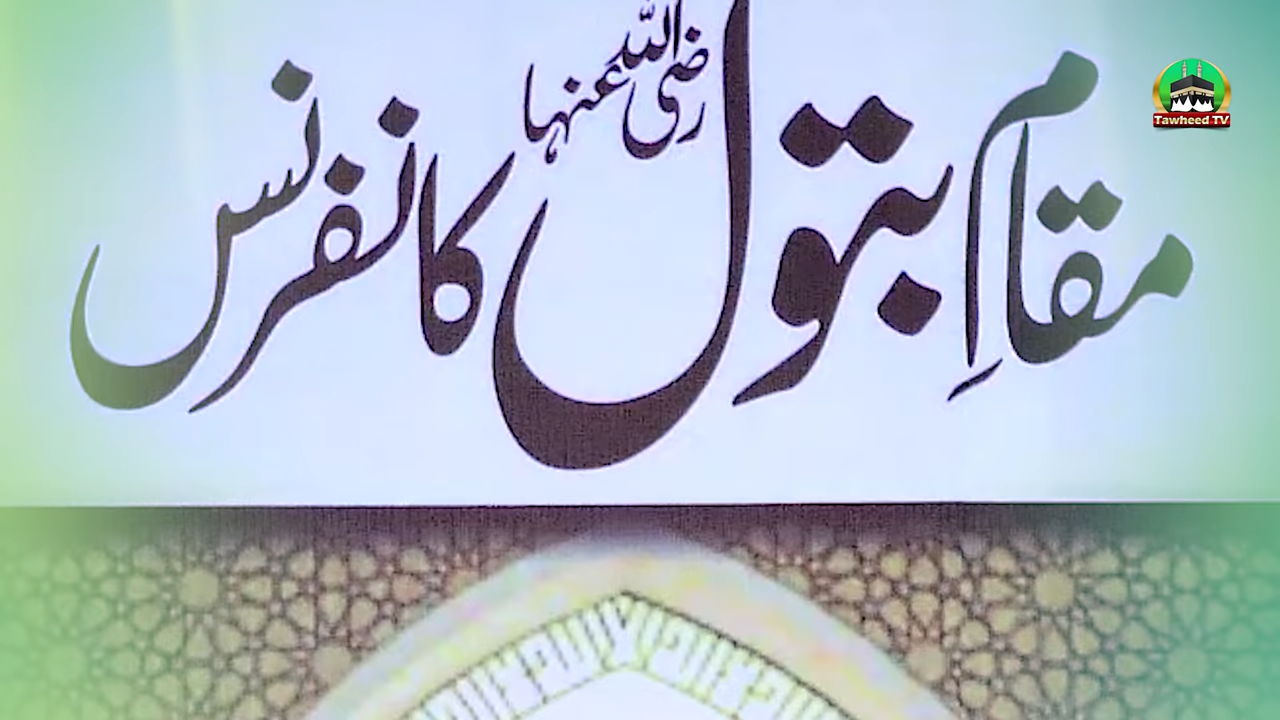 مقامِ بتول رضی اللہ عنہا کانفرنس
Tawheed TV